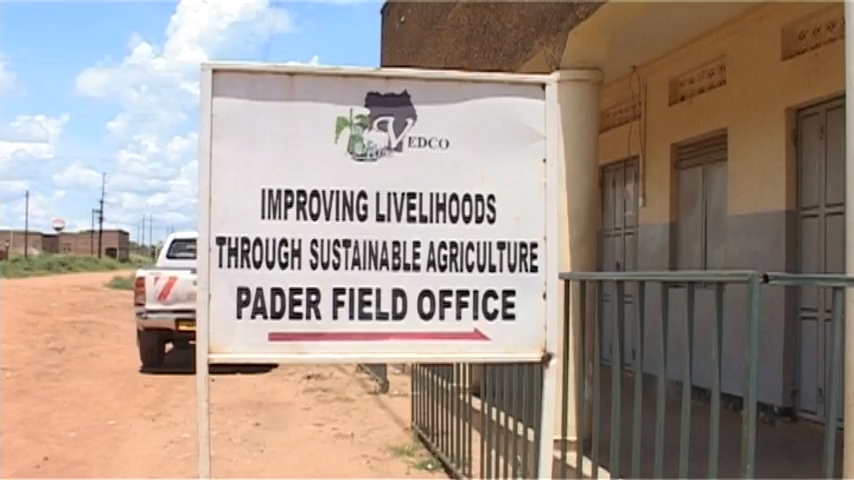 VEDCO
IMPROVING LIVELIHOODS
THROUGH SUSTAINABLE AGRICULTURE
PADER FIELD OFFICE